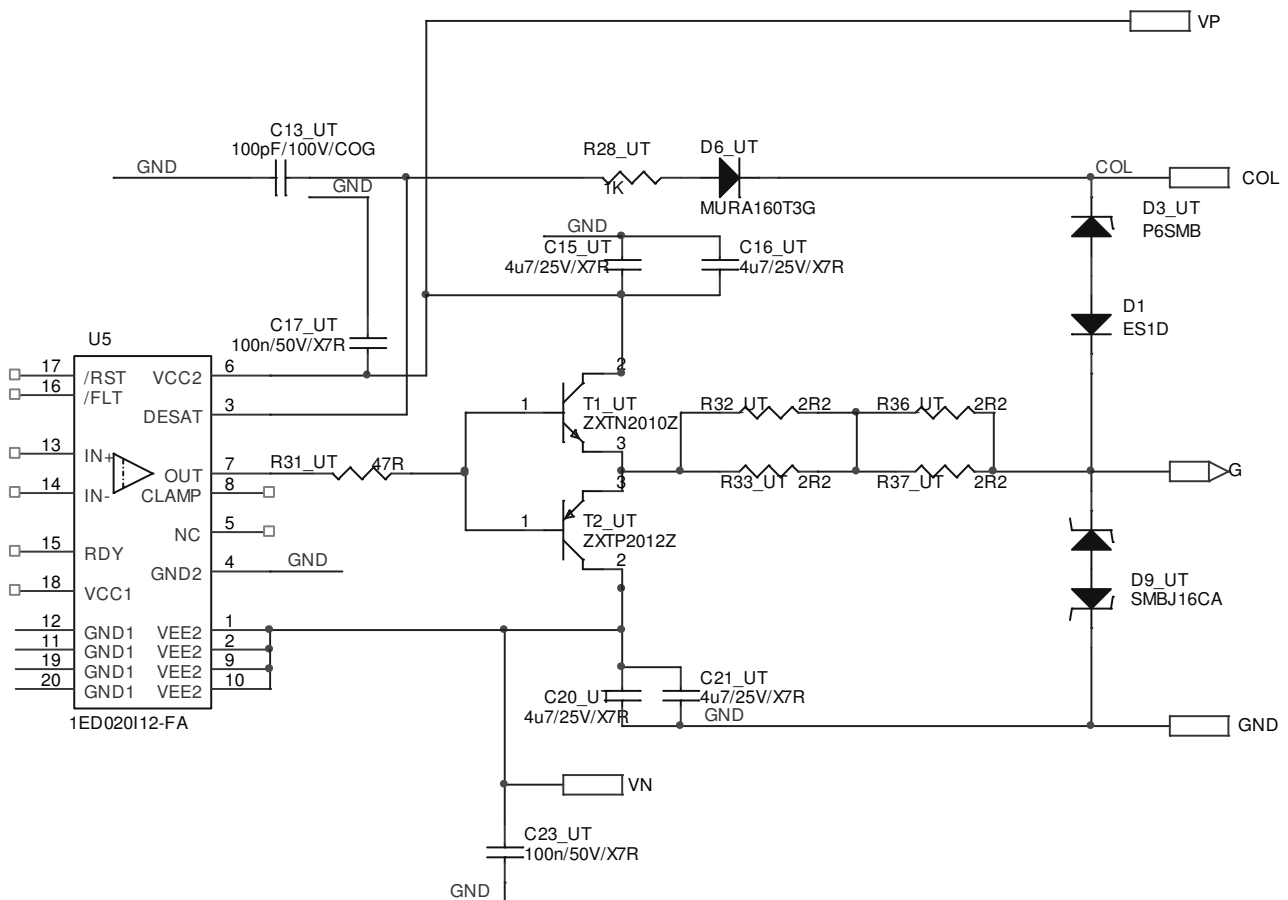 VP
C13_UT
100pF/100V/COG
GND
R28_UT
1K
D6_UT
MURA160T3G
COL
COL
GND
D3_UT
P6SMB
GND
C15_UT
4u7/25V/X7R
C16_UT
4u7/25V/X7R
D1
ES1D
C17_UT
100n/50V/X7R
U5
17 /RST VCC2 6
16 /FLT
DESAT 3
13 IN+
OUT 7
14 IN- CLAMP 8
NC 5
15 RDY
GND2 4 GND
18 VCC1
12 GND1 VEE2 1
11 GND1 VEE2 2
19 GND1 VEE2 9
20 GND1 VEE2 10
1ED020I12-FA
R31_UT 47R
2
1
T1_UT
ZXTN2010Z
3
3
1
T2_UT
ZXTP2012Z
2
R32_UT 2R2 R36_UT 2R2
R33_UT 2R2 R37_UT 2R2
G
D9_UT
SMBJ16CA
C20_UT
4u7/25V/X7R
C21_UT
4u7/25V/X7R
GND
GND
VN
C23_UT
100n/50V/X7R
GND